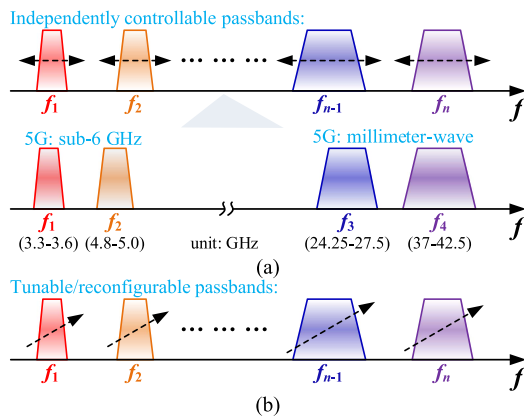 Independently controllable passbands:
... ... ...
f1 f2 fn-1 fn f
5G: sub-6 GHz 5G: millimeter-wave
f1 f2 f3 f4 f
(3.3-3.6) (4.8-5.0) unit: GHz (24.25-27.5) (37-42.5)
(a)
Tunable/reconfigurable passbands:
... ... ...
f1 f2 fn-1 fn f
(b)